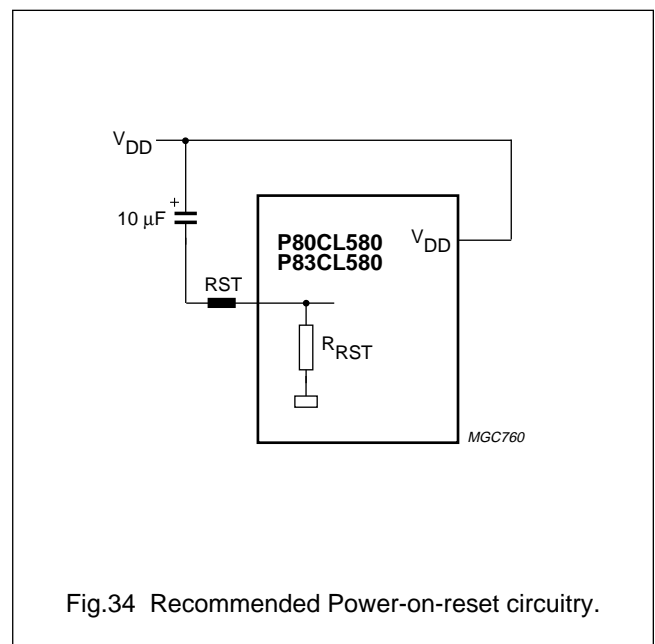 VDD
+
10 μF
P80CL580
P83CL580
VDD
RST
RRST
MGC760
Fig.34 Recommended Power-on-reset circuitry.